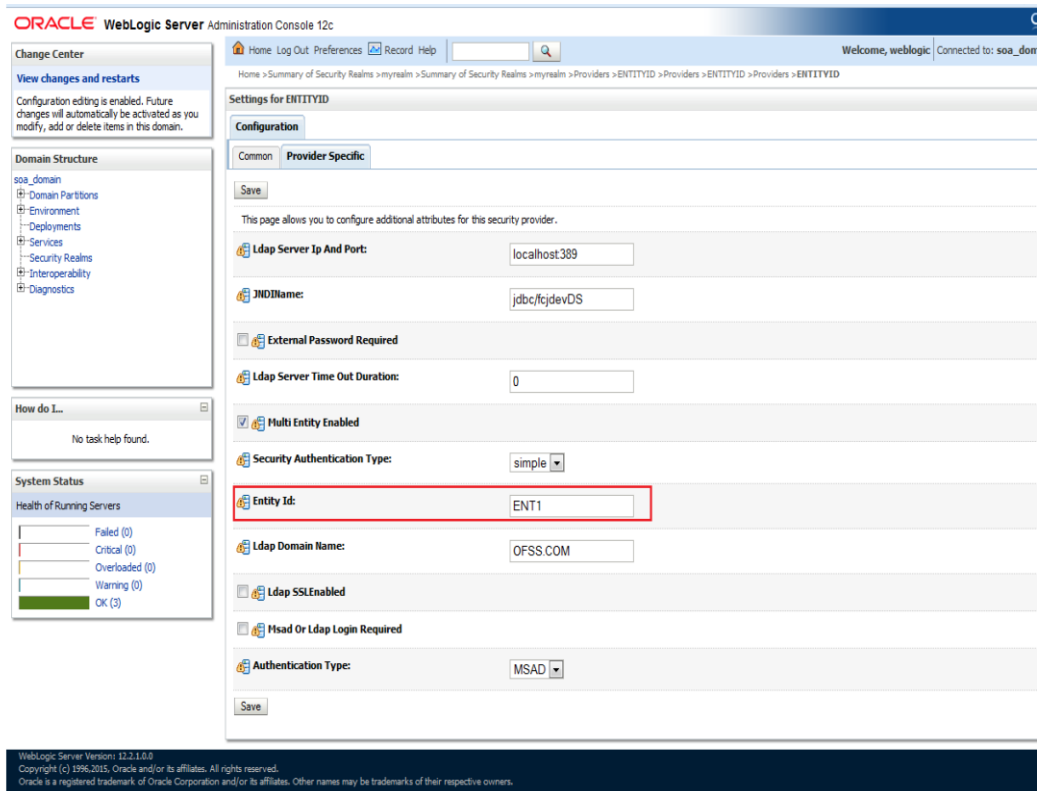 ORACLE WebLogic Server Administration Console 12c
Change Center
View changes and restarts
Configuration editing is enabled. Future
changes will automatically be activated as you
modify, add or delete items in this domain.
Domain Structure
soa_domain
Domain Partitions
Environment
Deployments
Services
Security Realms
Interoperability
Diagnostics
How do I...
No task help found.
System Status
Health of Running Servers
Failed (0)
Critical (0)
Overloaded (0)
Warning (0)
OK (3)
Home Log Out Preferences Record Help
Welcome, weblogic Connected to: soa_dom
Home >Summary of Security Realms >myrealm >Summary of Security Realms >myrealm >Providers >ENTITYID >Providers >ENTITYID >Providers >ENTITYID
Settings for ENTITYID
Configuration
Common Provider Specific
Save
This page allows you to configure additional attributes for this security provider.
Ldap Server Ip And Port: localhost:389
JNDIName: jdbc/fcjdevDS
External Password Required
Ldap Server Time Out Duration: 0
Multi Entity Enabled
Security Authentication Type: simple
Entity Id: ENT1
Ldap Domain Name: OFSS.COM
Ldap SSLEnabled
Msad Or Ldap Login Required
Authentication Type: MSAD
Save
WebLogic Server Version: 12.2.1.0.0
Copyright (c) 1996,2015, Oracle and/or its affiliates. All rights reserved.
Oracle is a registered trademark of Oracle Corporation and/or its affiliates. Other names may be trademarks of their respective owners.